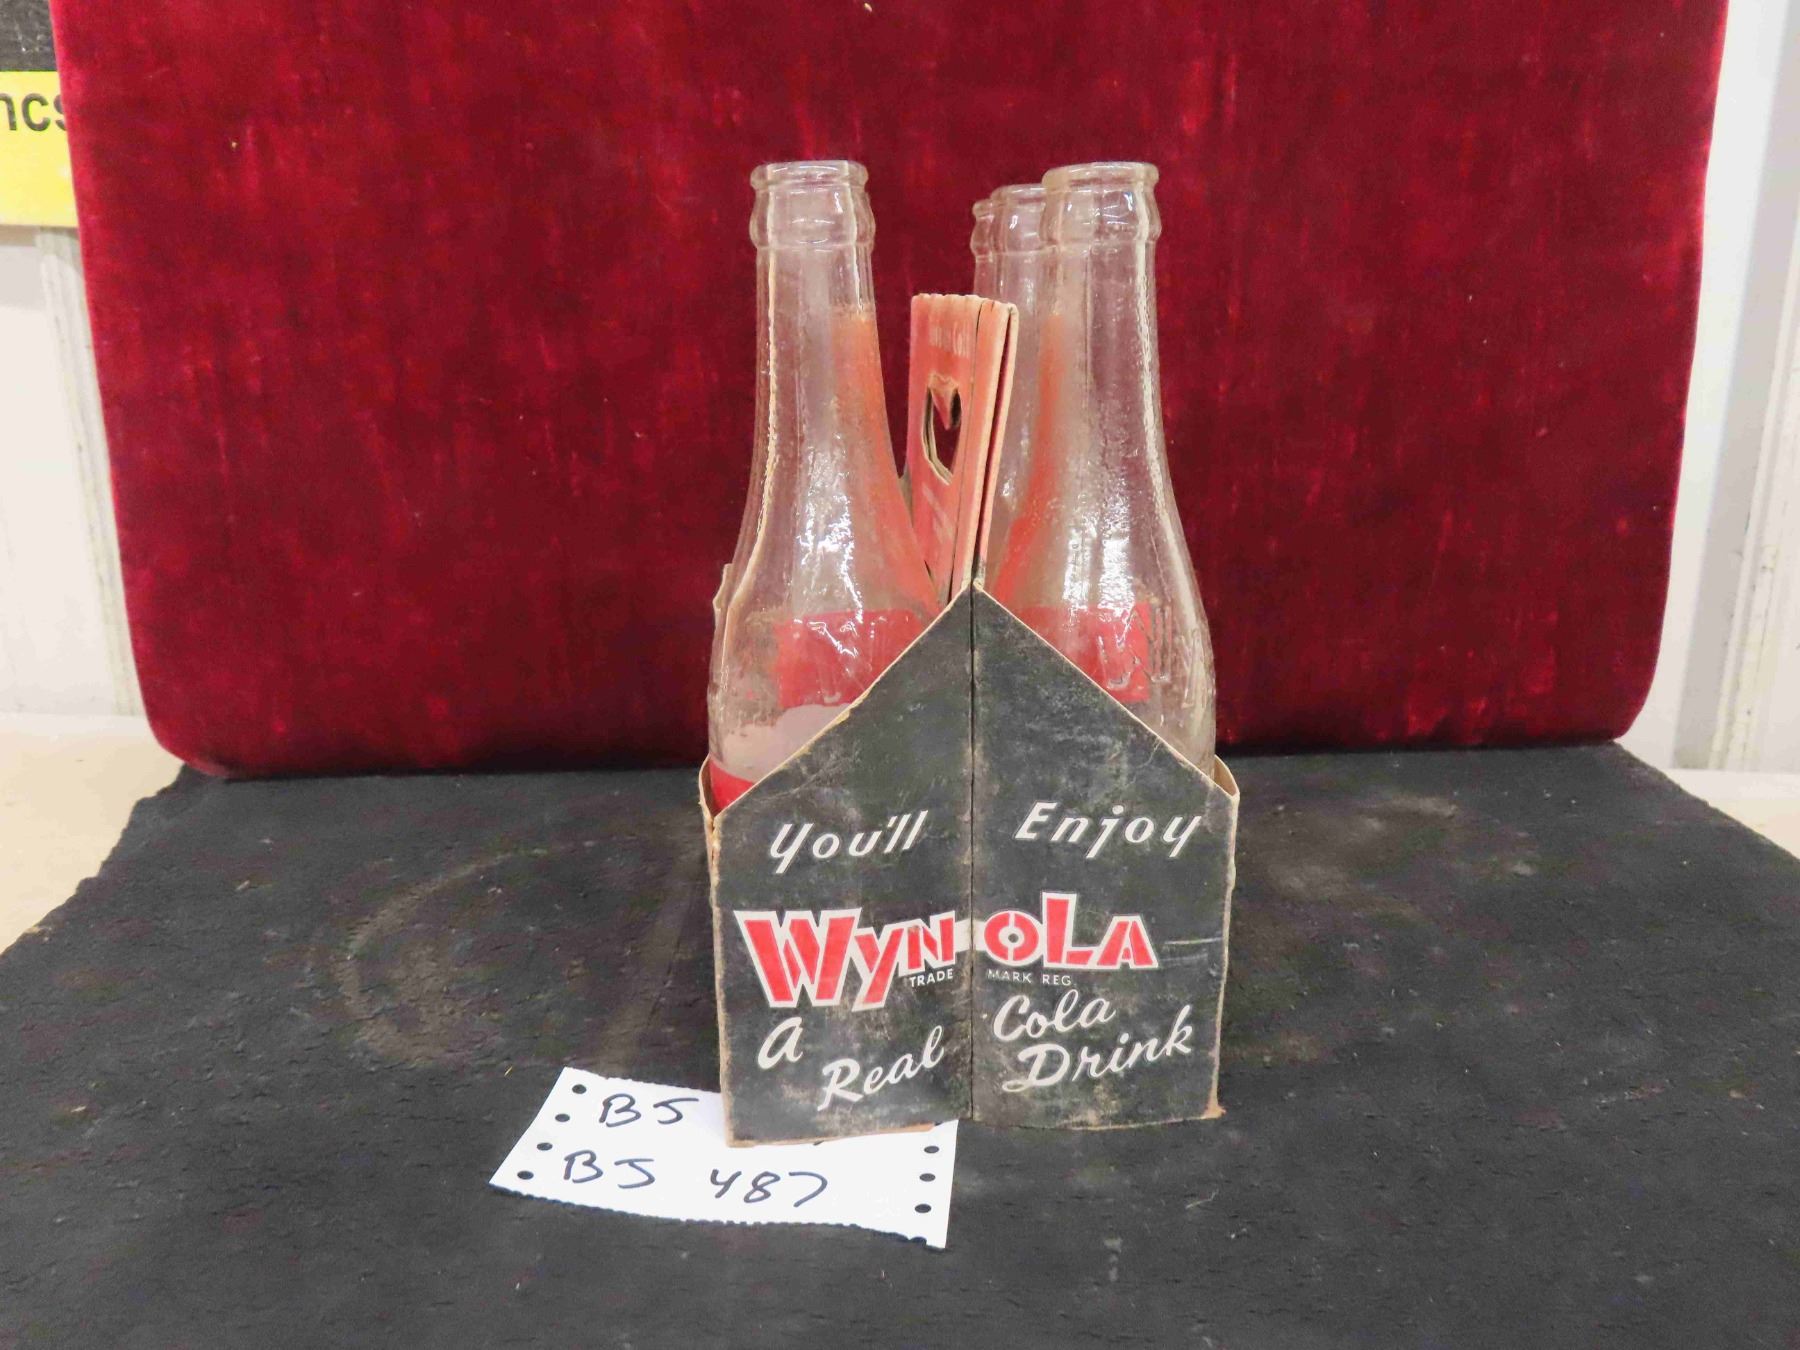 You'll Enjoy
WYNOLA
TRADE MARK REG.
A Real Cola Drink
BJ
BJ 487